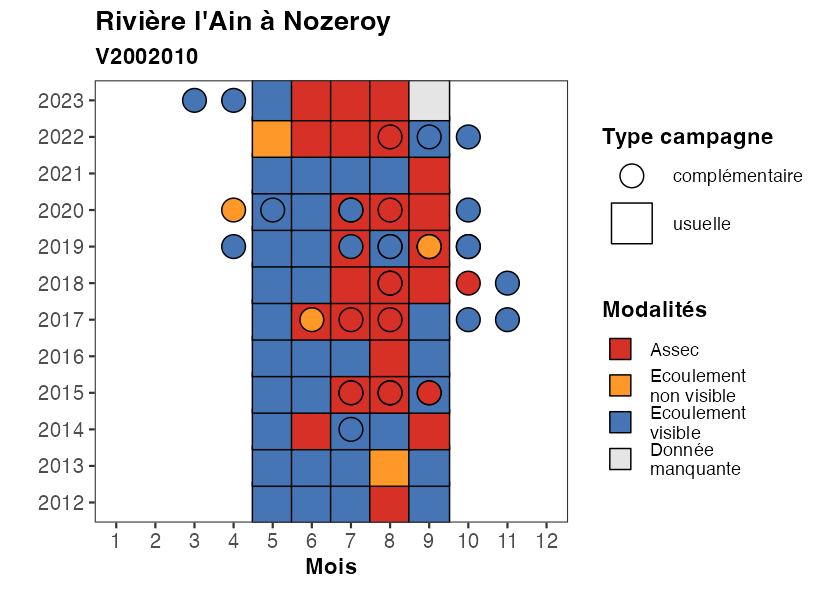 Rivière l'Ain à Nozeroy
V2002010
2023
2022
2021
2020
2019
2018
2017
2016
2015
2014
2013
2012
1 2 3 4 5 6 7 8 9 10 11 12
Mois
Type campagne
complémentaire
usuelle
Modalités
Assec
Ecoulement
non visible
Ecoulement
visible
Donnée
manquante